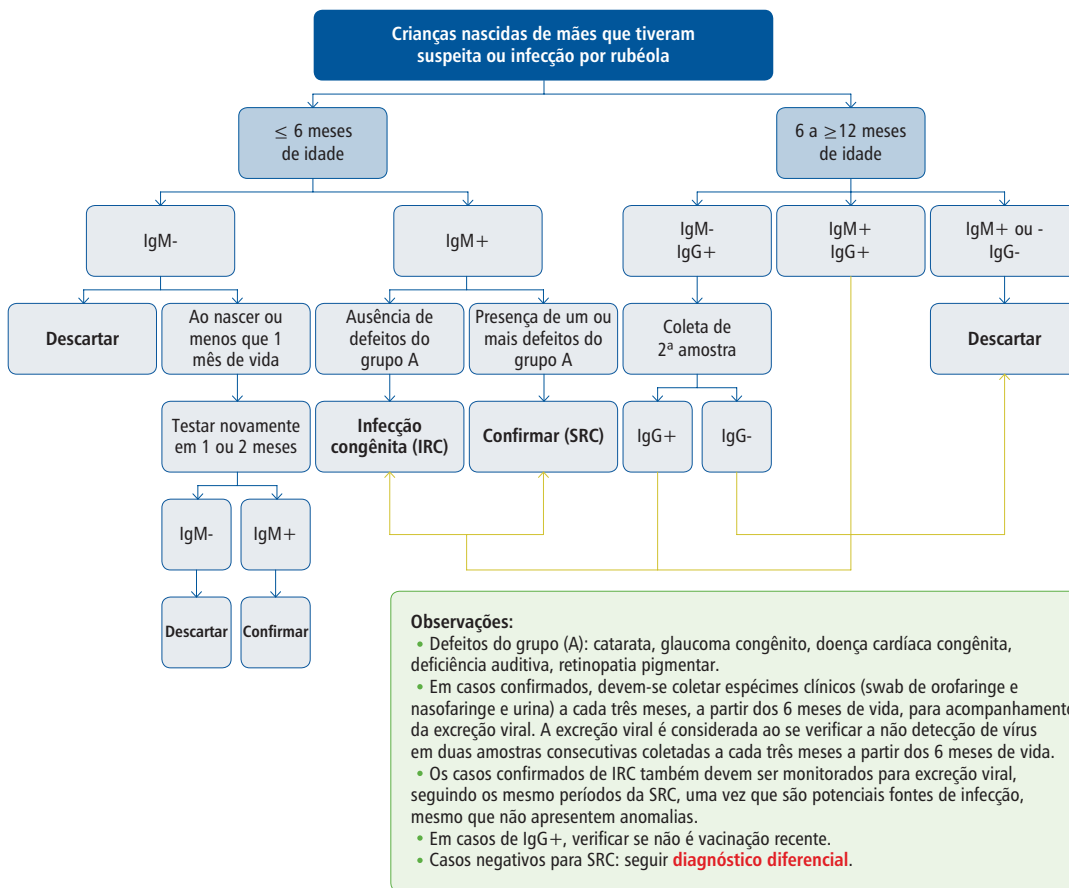 Crianças nascidas de mães que tiveram
suspeita ou infecção por rubéola
≤ 6 meses
de idade
6 a ≥12 meses
de idade
IgM-
IgM+
IgM-
IgG+
IgM+
IgG+
IgM+ ou -
IgG-
Descartar
Ao nascer ou
menos que 1
mês de vida
Ausência de
defeitos do
grupo A
Presença de um ou
mais defeitos do
grupo A
Coleta de
2ª amostra
Descartar
Testar novamente
em 1 ou 2 meses
Infecção
congênita (IRC)
Confirmar (SRC)
IgG+
IgG-
IgM-
IgM+
Descartar
Confirmar
Observações:
• Defeitos do grupo (A): catarata, glaucoma congênito, doença cardíaca congênita,
deficiência auditiva, retinopatia pigmentar.
• Em casos confirmados, devem-se coletar espécimes clínicos (swab de orofaringe e
nasofaringe e urina) a cada três meses, a partir dos 6 meses de vida, para acompanhamento
da excreção viral. A excreção viral é considerada ao se verificar a não detecção de vírus
em duas amostras consecutivas coletadas a cada três meses a partir dos 6 meses de vida.
• Os casos confirmados de IRC também devem ser monitorados para excreção viral,
seguindo os mesmo períodos da SRC, uma vez que são potenciais fontes de infecção,
mesmo que não apresentem anomalias.
• Em casos de IgG+, verificar se não é vacinação recente.
• Casos negativos para SRC: seguir diagnóstico diferencial.